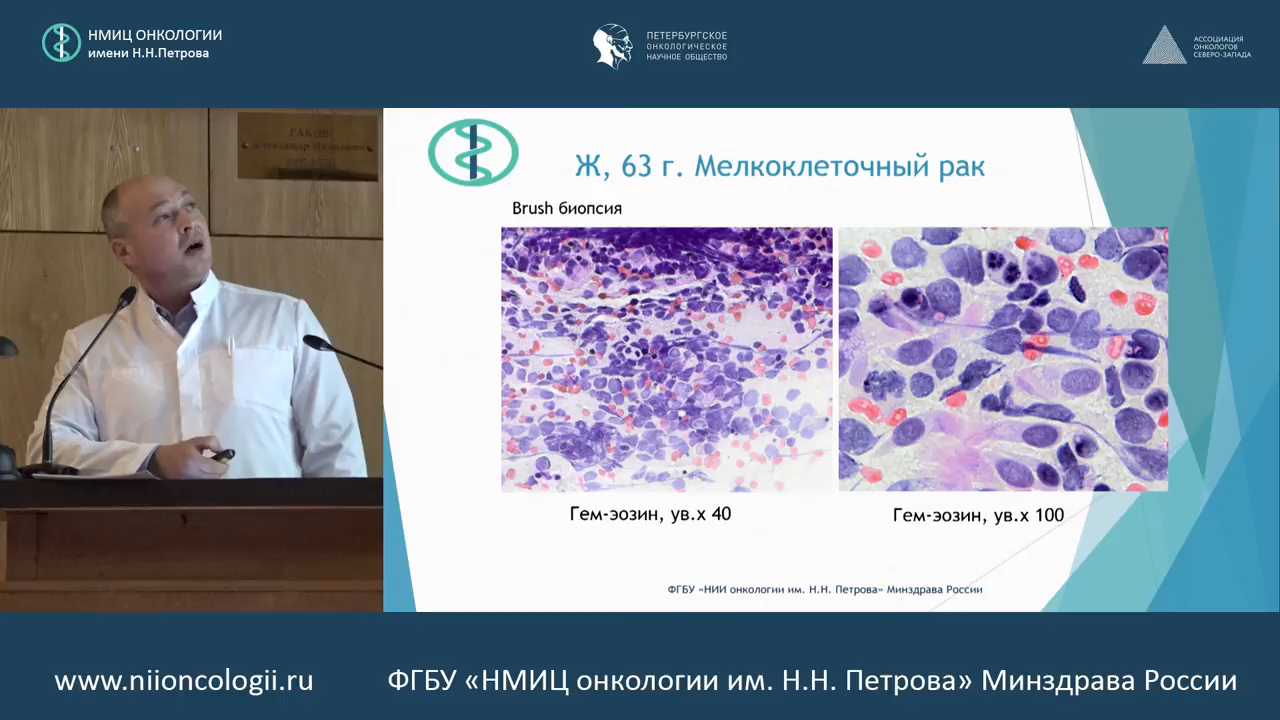 НМИЦ ОНКОЛОГИИ
имени Н.Н.Петрова
ПЕТЕРБУРГСКОЕ
ОНКОЛОГИЧЕСКОЕ
НАУЧНОЕ ОБЩЕСТВО
АССОЦИАЦИЯ
ОНКОЛОГОВ
СЕВЕРО-ЗАПАДА
РАКОВ
Ж, 63 г. Мелкоклеточный рак
Brush биопсия
Гем-эозин, ув.х 40
Гем-эозин, ув.х 100
ФГБУ «НИИ онкологии им. Н.Н. Петрова» Минздрава России
www.niioncologii.ru
ФГБУ «НМИЦ онкологии им. Н.Н. Петрова» Минздрава России